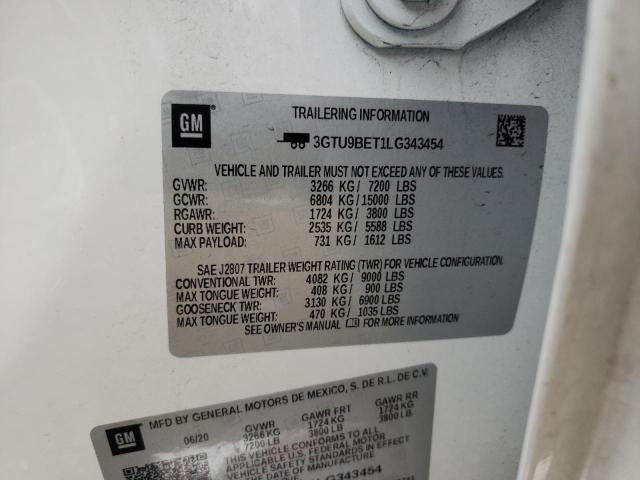 GM
TRAILERING INFORMATION
3GTU9BET1LG343454
VEHICLE AND TRAILER MUST NOT EXCEED ANY OF THESE VALUES.
GVWR: 3266 KG/ 7200 LBS
GCWR: 6804 KG/15000 LBS
RGAWR: 1724 KG/ 3800 LBS
CURB WEIGHT: 2535 KG/ 5588 LBS
MAX PAYLOAD: 731 KG/ 1612 LBS
SAE J2807 TRAILER WEIGHT RATING (TWR) FOR VEHICLE CONFIGURATION.
CONVENTIONAL TWR: 4082 KG/ 9000 LBS
MAX TONGUE WEIGHT: 408 KG/ 900 LBS
GOOSENECK TWR: 3130 KG/ 6900 LBS
MAX TONGUE WEIGHT: 470 KG/ 1035 LBS
SEE OWNER'S MANUAL FOR MORE INFORMATION
MFD BY GENERAL MOTORS DE MEXICO, S. DE R.L. DE C.V.
GM
06/20 GVWR GAWR FRT GAWR RR
3266 KG 1724 KG 1724 KG
7200 LB 3800 LB 3800 LB
THIS VEHICLE CONFORMS TO ALL
APPLICABLE U.S. FEDERAL MOTOR
VEHICLE SAFETY STANDARDS IN EFFECT
LG343454